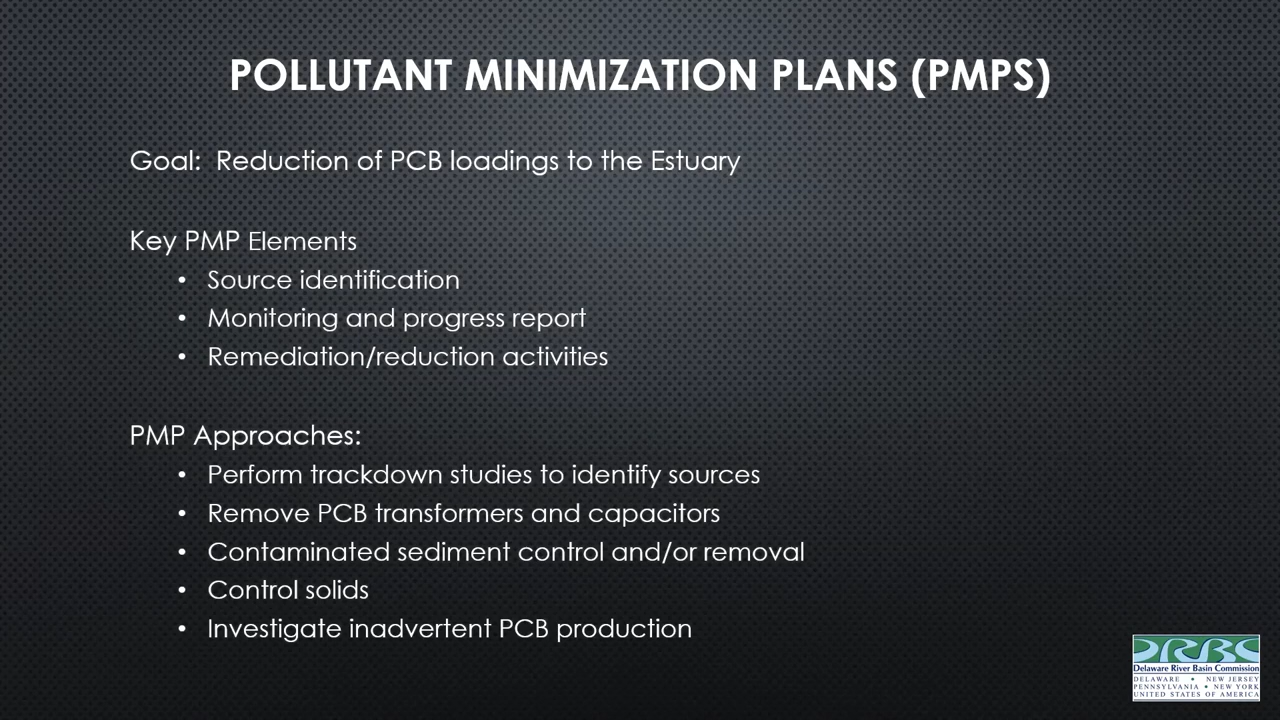 POLLUTANT MINIMIZATION PLANS (PMPS)
Goal: Reduction of PCB loadings to the Estuary
Key PMP Elements
• Source identification
• Monitoring and progress report
• Remediation/reduction activities
PMP Approaches:
• Perform trackdown studies to identify sources
• Remove PCB transformers and capacitors
• Contaminated sediment control and/or removal
• Control solids
• Investigate inadvertent PCB production
DRBC
Delaware River Basin Commission
DELAWARE • NEW JERSEY
PENNSYLVANIA • NEW YORK
UNITED STATES OF AMERICA